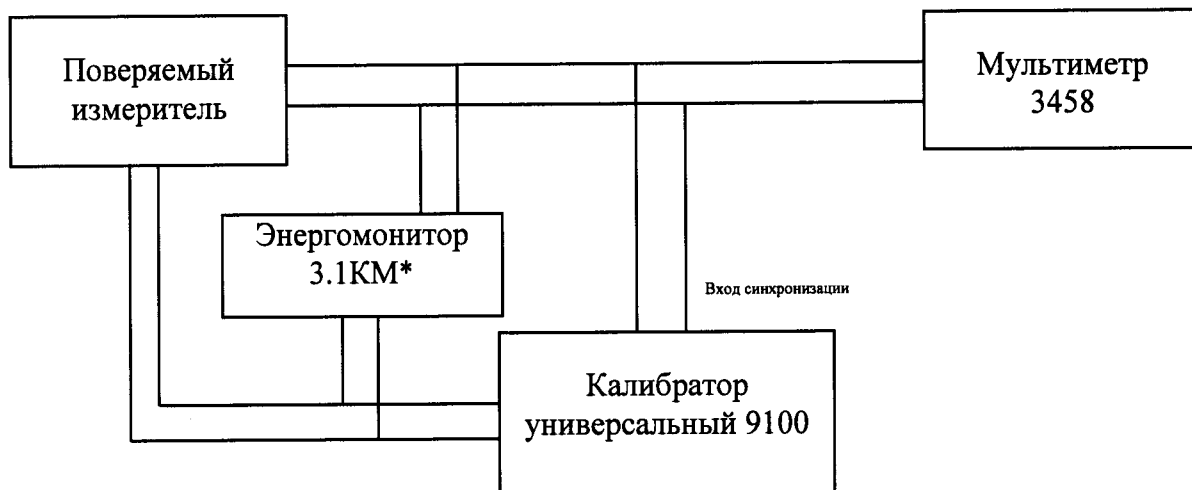 Поверяемый
измеритель
Мультиметр
3458
Энергомонитор
3.1КМ*
Вход синхронизации
Калибратор
универсальный 9100